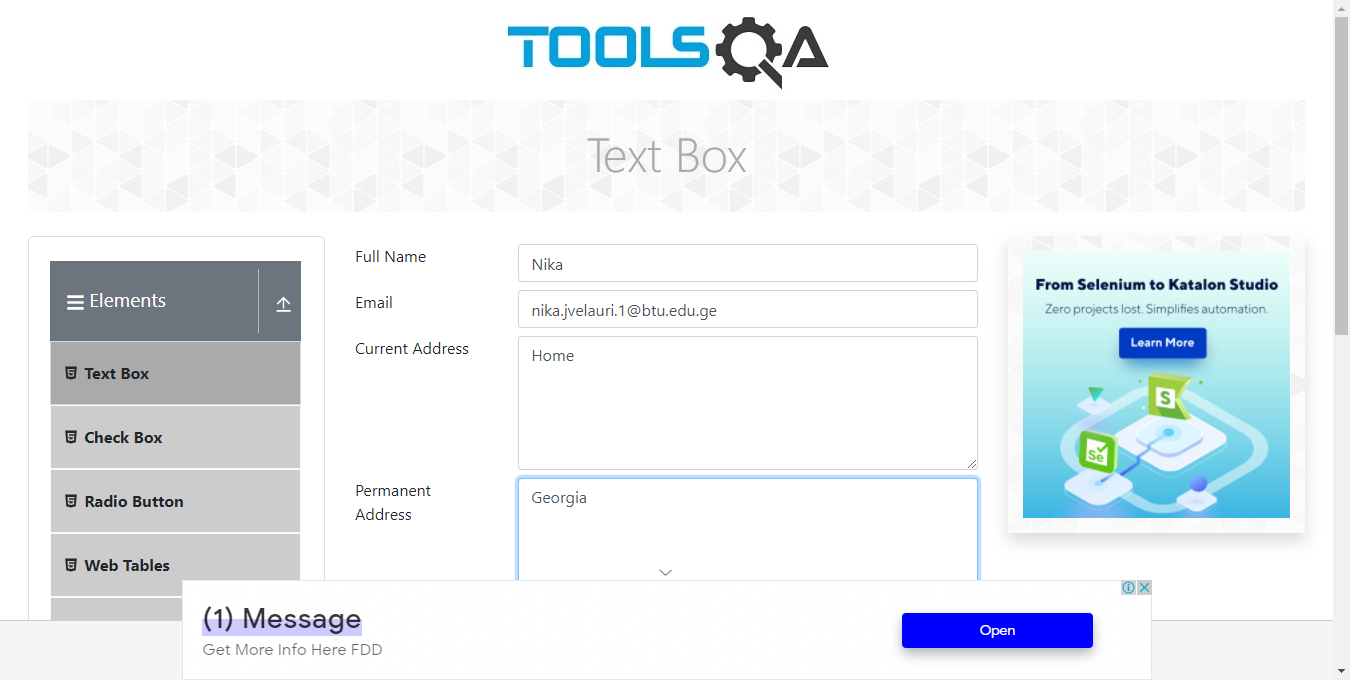 TOOLSQA
Text Box
Elements
Text Box
Check Box
Radio Button
Web Tables
Full Name
Nika
Email
nika.jvelauri.1@btu.edu.ge
Current Address
Home
Permanent
Address
Georgia
From Selenium to Katalon Studio
Zero projects lost. Simplifies automation.
Learn More
S
Se
(1) Message
Get More Info Here FDD
Open